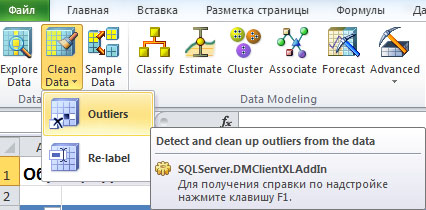 Файл Главная Вставка Разметка страницы Формулы
Explore Data Clean Data Sample Data Classify Estimate Cluster Associate Forecast Advanced
Data Modeling
Outliers
fx
Detect and clean up outliers from the data
Re-label
SQLServer.DMClientXLAddIn
Для получения справки по надстройке
нажмите клавишу F1.
1
2